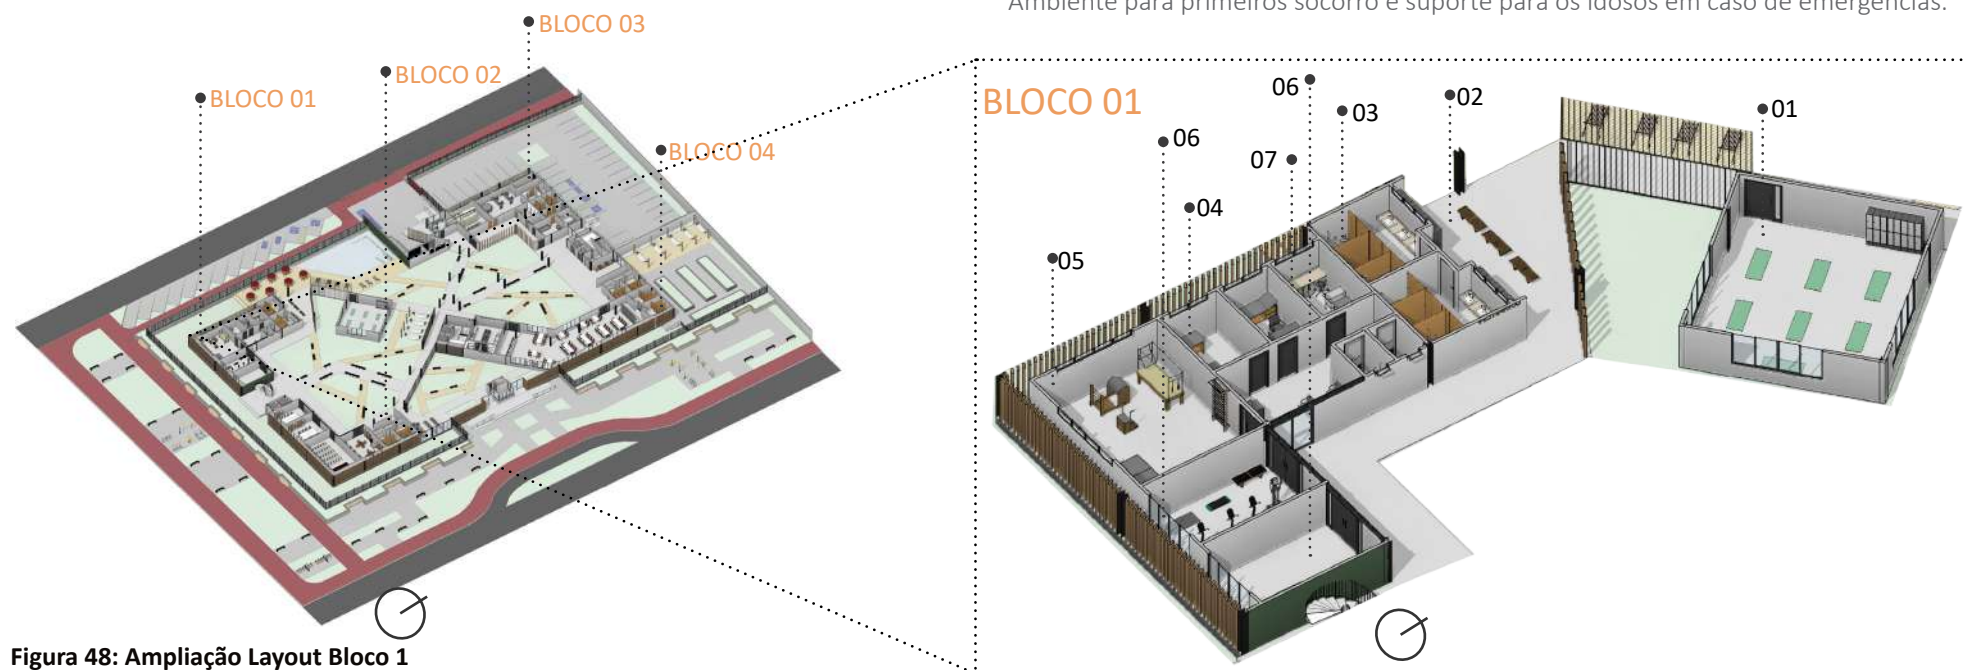 Ambiente para primeiros socorro e suporte para os idosos em caso de emergências.
BLOCO 03
BLOCO 02
BLOCO 01
BLOCO 04
BLOCO 01
06
02
03
01
06
07
04
05
Figura 48: Ampliação Layout Bloco 1